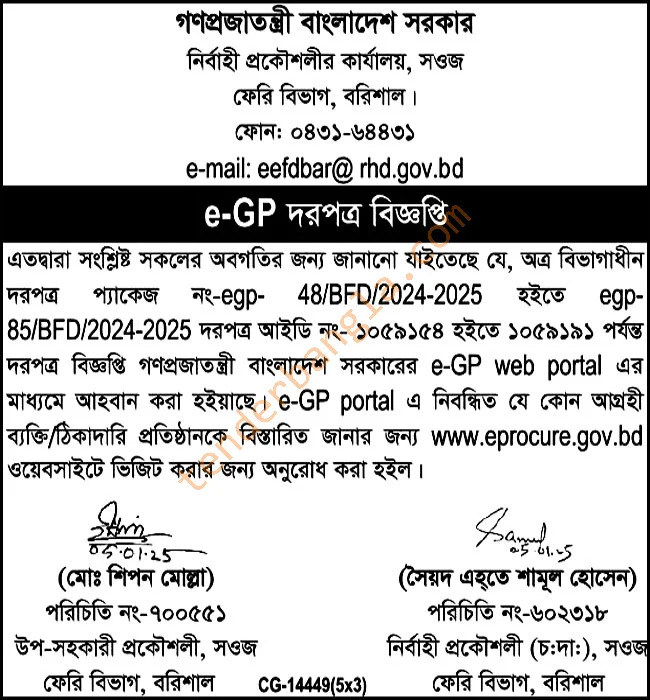 গণপ্রজাতন্ত্রী বাংলাদেশ সরকার
নির্বাহী প্রকৌশলীর কার্যালয়, সওজ
ফেরি বিভাগ, বরিশাল।
ফোন: ০৪৩১-৬৪৪৩১
e-mail: eefdbar@ rhd.gov.bd
e-GP দরপত্র বিজ্ঞপ্তি
এতদ্বারা সংশ্লিষ্ট সকলের অবগতির জন্য জানানো যাইতেছে যে, অত্র বিভাগাধীন
দরপত্র প্যাকেজ নং-egp- 48/BFD/2024-2025 হইতে egp-
85/BFD/2024-2025 দরপত্র আইডি নং- ১০৫৯১৫৪ হইতে ১০৫৯১৯১ পর্যন্ত
দরপত্র বিজ্ঞপ্তি গণপ্রজাতন্ত্রী বাংলাদেশ সরকারের e-GP web portal এর
মাধ্যমে আহবান করা হইয়াছে। e-GP portal এ নিবন্ধিত যে কোন আগ্রহী
ব্যক্তি/ঠিকাদারি প্রতিষ্ঠানকে বিস্তারিত জানার জন্য www.eprocure.gov.bd
ওয়েবসাইটে ভিজিট করার জন্য অনুরোধ করা হইল।
tenderbangla.com
05.01.25
05.01.25
(মোঃ শিপন মোল্লা)
পরিচিতি নং-৭০০৫৫১
উপ-সহকারী প্রকৌশলী, সওজ
ফেরি বিভাগ, বরিশাল
(সৈয়দ এহ্তে শামূল হোসেন)
পরিচিতি নং-৬০২৩১৮
নির্বাহী প্রকৌশলী (চ:দা:), সওজ
ফেরি বিভাগ, বরিশাল
CG-14449(5x3)